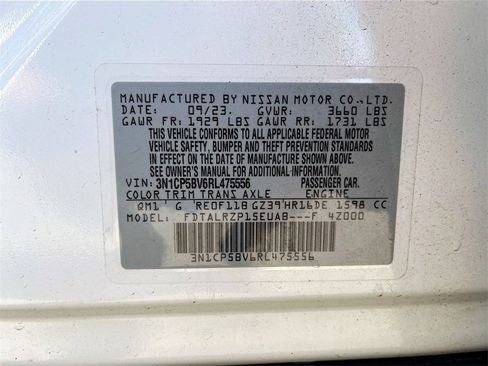 MANUFACTURED BY NISSAN MOTOR CO., LTD.
DATE: 09/23. GVWR: 3660 LBS
GAWR FR: 1929 LBS GAWR RR: 1731 LBS
THIS VEHICLE CONFORMS TO ALL APPLICABLE FEDERAL MOTOR
VEHICLE SAFETY, BUMPER AND THEFT PREVENTION STANDARDS
IN EFFECT ON THE DATE OF MANUFACTURE SHOWN ABOVE.
SEE OWNER'S MANUAL FOR ADDITIONAL INFORMATION
VIN: 3N1CP5BV6RL475556 PASSENGER CAR.
COLOR TRIM TRANS AXLE ENGINE
QM1 G RE0F11B GZ39 HR16DE 1598 CC
MODEL: FDTALRZP15EUAB---F 4Z000
3N1CP5BV6RL475556